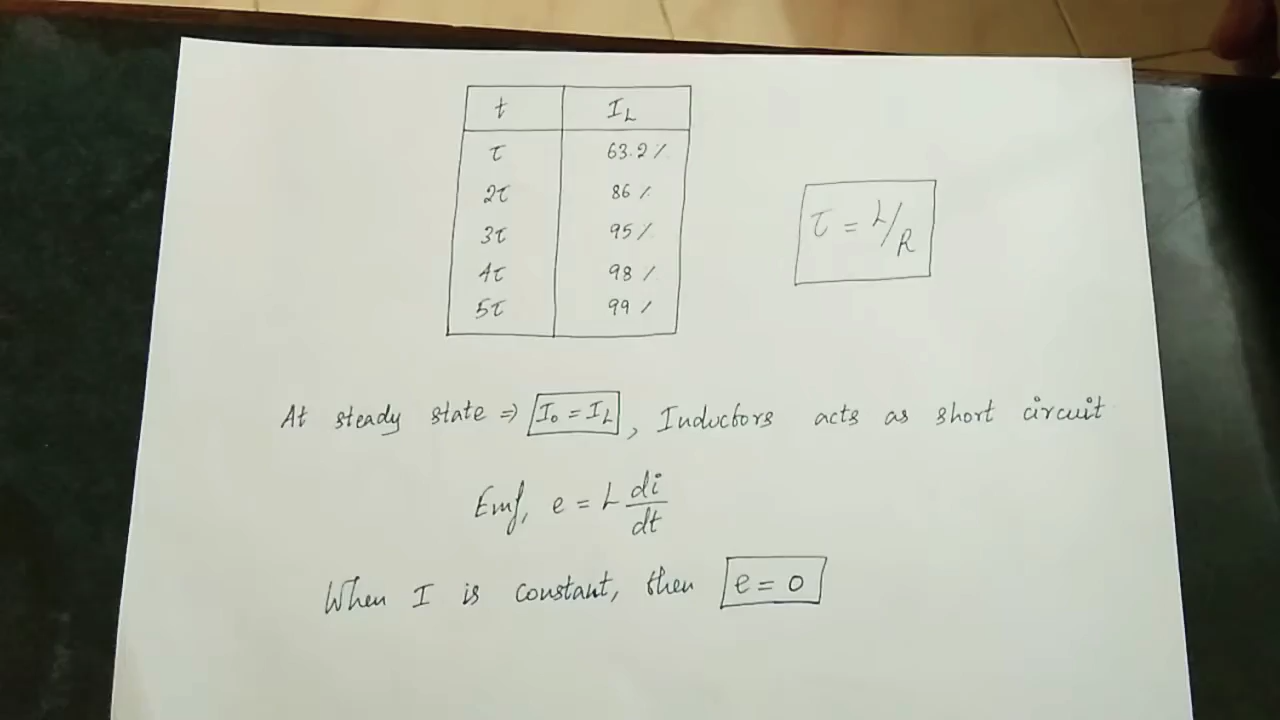 t I_L
τ 63.2%
2τ 86%
3τ 95%
4τ 98%
5τ 99%
τ = L/R
At steady state ⇒ I₀ = I_L, Inductors acts as short circuit
Emf, e = L di/dt
When I is constant, then e = 0